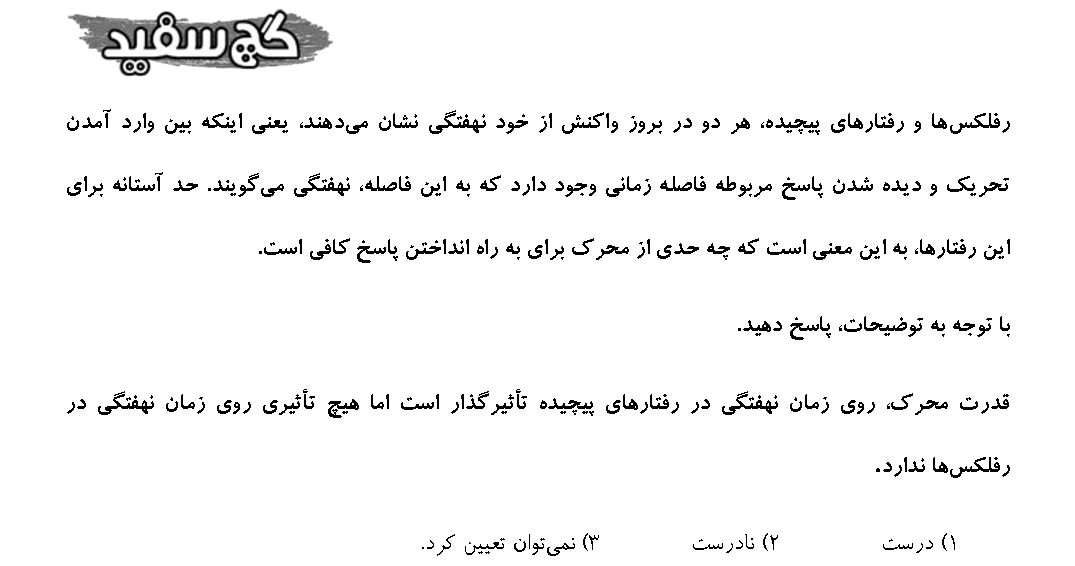 گچ سفید
رفلکس‌ها و رفتارهای پیچیده، هر دو در بروز واکنش از خود نهفتگی نشان می‌دهند، یعنی اینکه بین وارد آمدن
تحریک و دیده شدن پاسخ مربوطه فاصله زمانی وجود دارد که به این فاصله، نهفتگی می‌گویند. حد آستانه برای
این رفتارها، به این معنی است که چه حدی از محرک برای به راه انداختن پاسخ کافی است.
با توجه به توضیحات، پاسخ دهید.
قدرت محرک، روی زمان نهفتگی در رفتارهای پیچیده تأثیرگذار است اما هیچ تأثیری روی زمان نهفتگی در
رفلکس‌ها ندارد.
۱) درست ۲) نادرست ۳) نمی‌توان تعیین کرد.